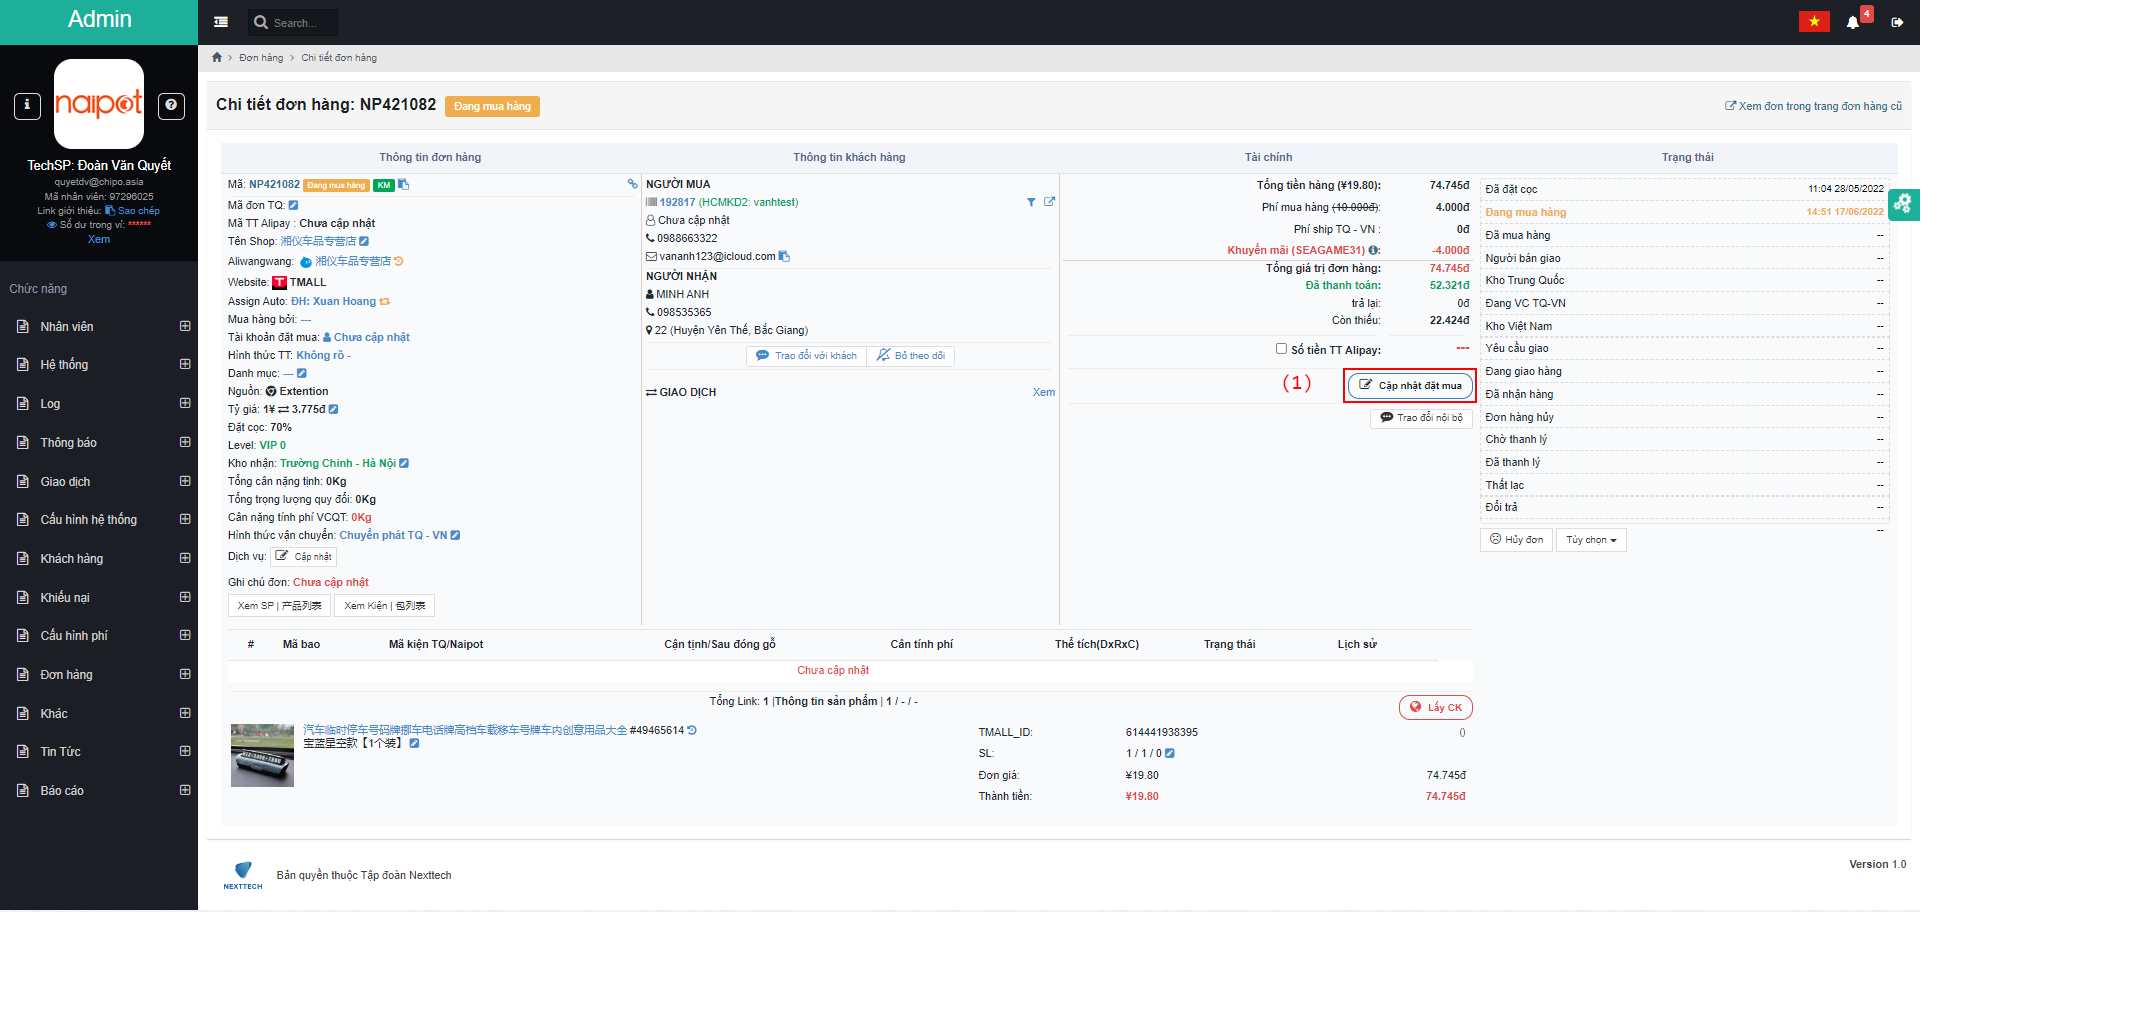 Admin
Search...
4
naipot
TechSP: Đoàn Văn Quyết
quyetdv@chipo.asia
Mã nhân viên: 97296025
Link giới thiệu: Sao chép
Số dư trong ví: ******
Xem
Chức năng
Nhân viên
Hệ thống
Log
Thông báo
Giao dịch
Cấu hình hệ thống
Khách hàng
Khiếu nại
Cấu hình phí
Đơn hàng
Khác
Tin Tức
Báo cáo
Đơn hàng > Chi tiết đơn hàng
Chi tiết đơn hàng: NP421082 Đang mua hàng
Xem đơn trong trang đơn hàng cũ
Thông tin đơn hàng
Mã: NP421082 Đang mua hàng KM
Mã đơn TQ:
Mã TT Alipay : Chưa cập nhật
Tên Shop: 湘仪车品专营店
Aliwangwang: 湘仪车品专营店
Website: T TMALL
Assign Auto: ĐH: Xuan Hoang
Mua hàng bởi: ---
Tài khoản đặt mua: Chưa cập nhật
Hình thức TT: Không rõ -
Danh mục: ---
Nguồn: Extention
Tỷ giá: 1¥ ⇄ 3.775đ
Đặt cọc: 70%
Level: VIP 0
Kho nhận: Trường Chinh - Hà Nội
Tổng cân nặng tịnh: 0Kg
Tổng trọng lượng quy đổi: 0Kg
Cân nặng tính phí VCQT: 0Kg
Hình thức vận chuyển: Chuyển phát TQ - VN
Dịch vụ: Cập nhật
Ghi chú đơn: Chưa cập nhật
Xem SP | 产品列表 Xem Kiện | 包列表
Thông tin khách hàng
NGƯỜI MUA
192817 (HCMKD2: vanhtest)
Chưa cập nhật
0988663322
vananh123@icloud.com
NGƯỜI NHẬN
MINH ANH
098535365
22 (Huyện Yên Thế, Bắc Giang)
Trao đổi với khách Bỏ theo dõi
GIAO DỊCH Xem
Tài chính
Tổng tiền hàng (¥19.80): 74.745đ
Phí mua hàng (10.000đ): 4.000đ
Phí ship TQ - VN : 0đ
Khuyến mãi (SEAGAME31) : -4.000đ
Tổng giá trị đơn hàng: 74.745đ
Đã thanh toán: 52.321đ
trả lại: 0đ
Còn thiếu: 22.424đ
Số tiền TT Alipay: ---
(1) Cập nhật đặt mua
Trao đổi nội bộ
Trạng thái
Đã đặt cọc 11:04 28/05/2022
Đang mua hàng 14:51 17/06/2022
Đã mua hàng --
Người bán giao --
Kho Trung Quốc --
Đang VC TQ-VN --
Kho Việt Nam --
Yêu cầu giao --
Đang giao hàng --
Đã nhận hàng --
Đơn hàng hủy --
Chờ thanh lý --
Đã thanh lý --
Thất lạc --
Đổi trả --
--
Hủy đơn Tùy chọn
# Mã bao Mã kiện TQ/Naipot Cận tịnh/Sau đóng gỗ Cân tính phí Thể tích(DxRxC) Trạng thái Lịch sử
Chưa cập nhật
Tổng Link: 1 |Thông tin sản phẩm | 1 / - / -
Lấy CK
汽车临时停车号码牌挪车电话牌高档车载移车号牌车内创意用品大全 #49465614
宝蓝星空款【1个装】
TMALL_ID: 614441938395 ()
SL: 1 / 1 / 0
Đơn giá: ¥19.80 74.745đ
Thành tiền: ¥19.80 74.745đ
NEXTTECH
Bản quyền thuộc Tập đoàn Nexttech
Version 1.0